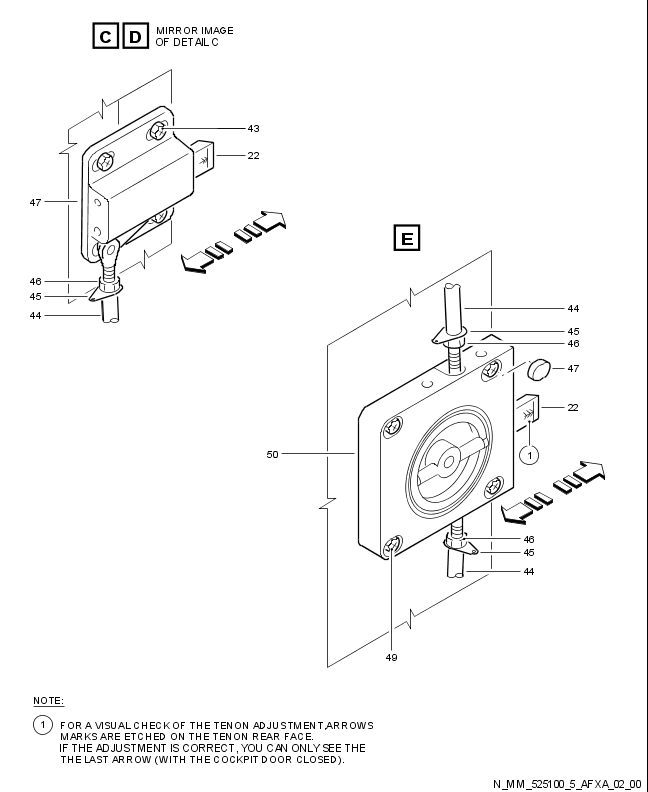 C D MIRROR IMAGE
OF DETAIL C
43
22
47
46
45
44
E
44
45
46
47
22
1
50
46
45
44
49
NOTE:
1 FOR A VISUAL CHECK OF THE TENON ADJUSTMENT,ARROWS
MARKS ARE ETCHED ON THE TENON REAR FACE.
IF THE ADJUSTMENT IS CORRECT, YOU CAN ONLY SEE THE
THE LAST ARROW (WITH THE COCKPIT DOOR CLOSED).
N_MM_525100_5_AFXA_02_00